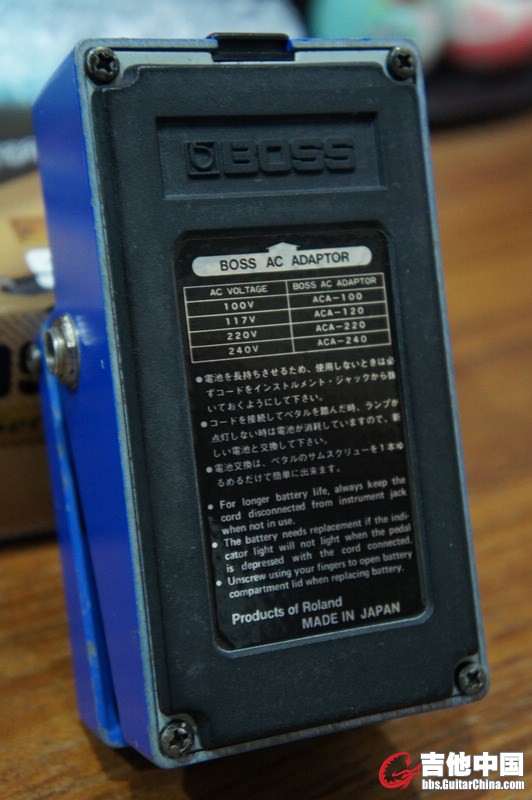 BOSS
BOSS AC ADAPTOR
AC VOLTAGE BOSS AC ADAPTOR
100V ACA-100
117V ACA-120
220V ACA-220
240V ACA-240
●電池を長持ちさせるため、使用しないときは必
ずコードをインストルメント・ジャックから抜
いておくようにして下さい。
●コードを接続してペタルを踏んだ時、ランプが
点灯しない時は電池が消耗していますので、新
しい電池と交換して下さい。
●電池交換は、ペタルのサムスクリューを1本ゆ
るめるだけで簡単に出来ます。
● For longer battery life, always keep the
cord disconnected from instrument jack
when not in use.
● The battery needs replacement if the indi-
cator light will not light when the pedal
is depressed with the cord connected.
● Unscrew using your fingers to open battery
compartment lid when replacing battery.
Products of Roland
MADE IN JAPAN
吉他中国
bbs.GuitarChina.com